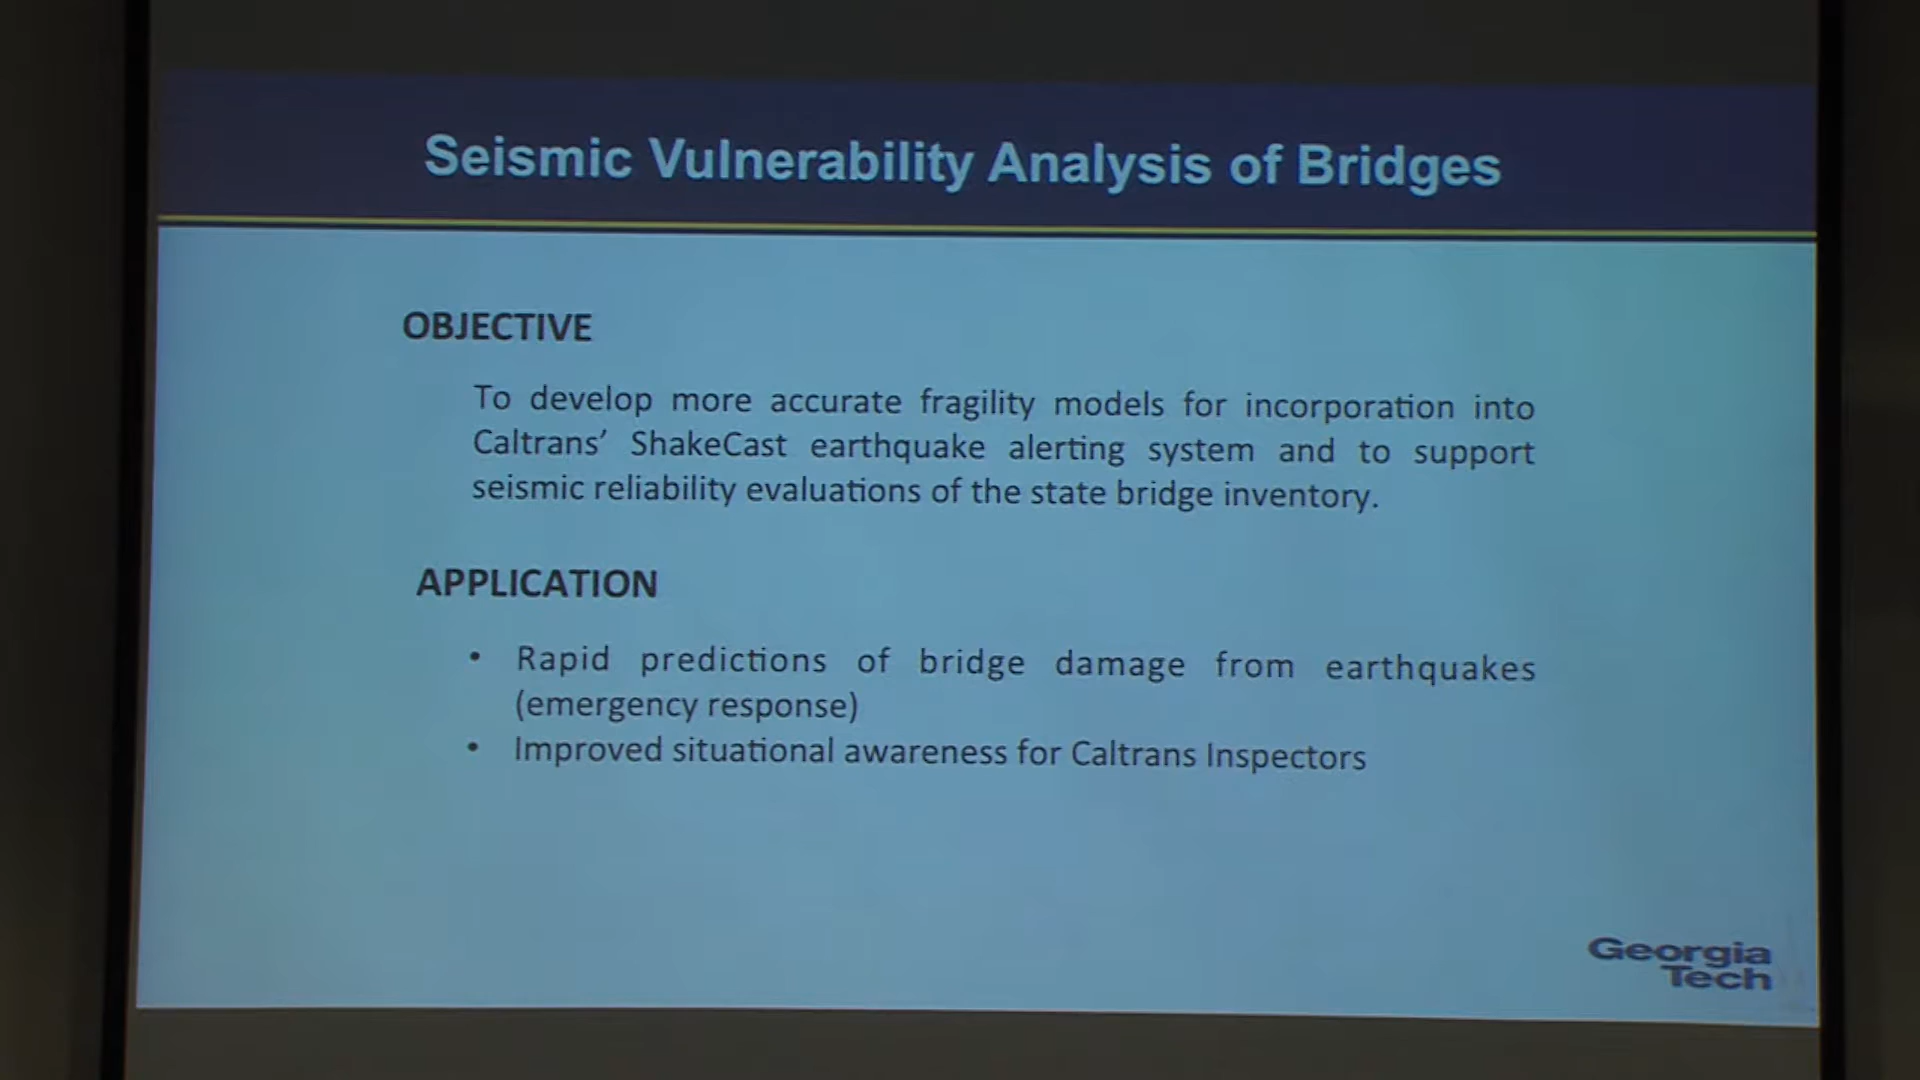 Seismic Vulnerability Analysis of Bridges
OBJECTIVE
To develop more accurate fragility models for incorporation into
Caltrans’ ShakeCast earthquake alerting system and to support
seismic reliability evaluations of the state bridge inventory.
APPLICATION
• Rapid predictions of bridge damage from earthquakes
(emergency response)
• Improved situational awareness for Caltrans Inspectors
Georgia
Tech